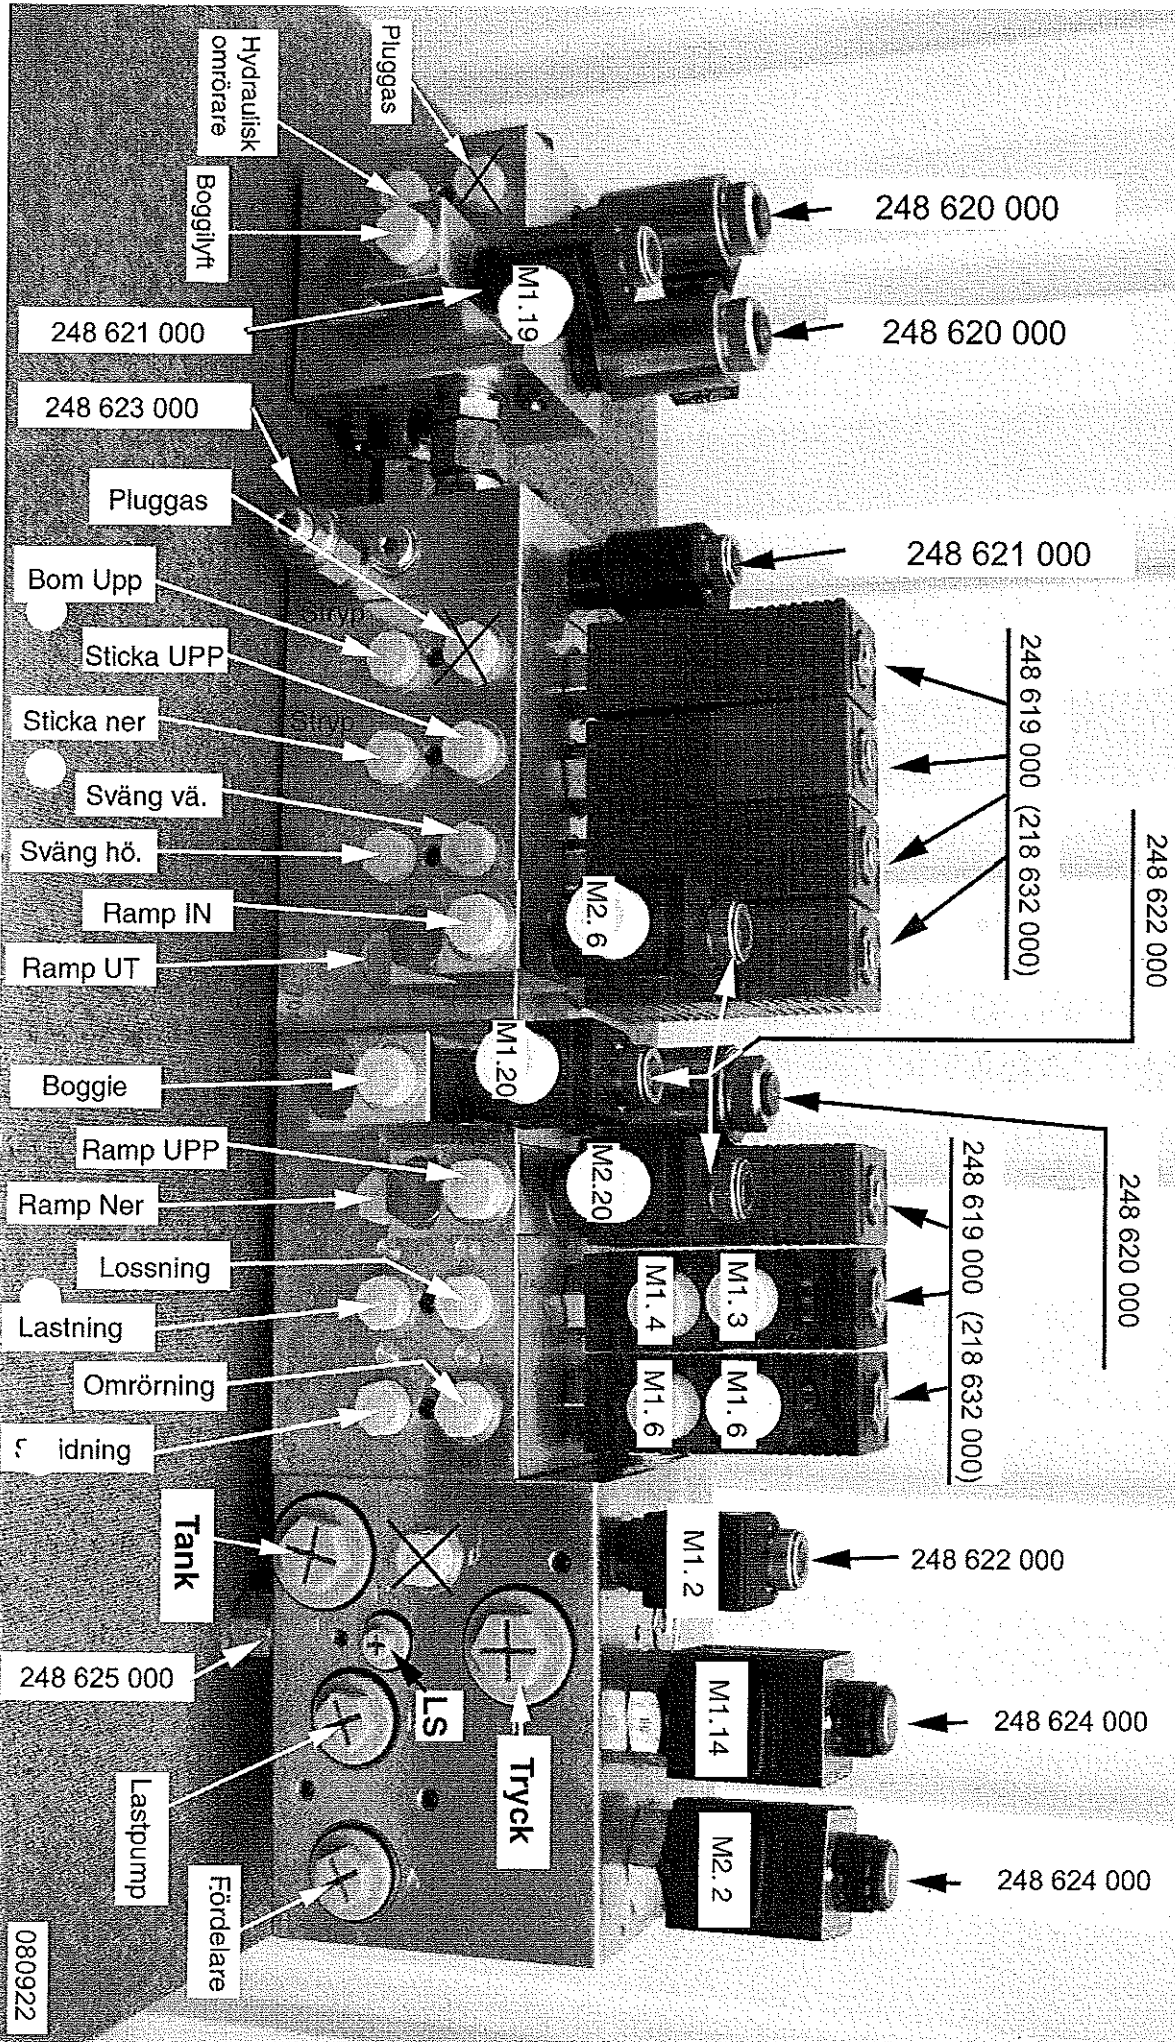 Pluggas
Hydraulisk
omrörare
Boggilyft
248 620 000
248 620 000
M1.19
248 621 000
248 623 000
Pluggas
248 621 000
Bom Upp
Stryp
Sticka UPP
248 619 000 (218 632 000)
Sticka ner
Stryp
Sväng vä.
248 622 000
Sväng hö.
Ramp IN
M2.6
Ramp UT
M1.20
Boggie
Ramp UPP
M2.20
248 620 000
Ramp Ner
248 619 000 (218 632 000)
Lossning
M1.4
M1.3
Lastning
Omrörning
M1.6
M1.6
idning
Tank
M1.2
248 622 000
248 625 000
LS
Tryck
M1.14
248 624 000
Lastpump
M2.2
248 624 000
Fördelare
080922